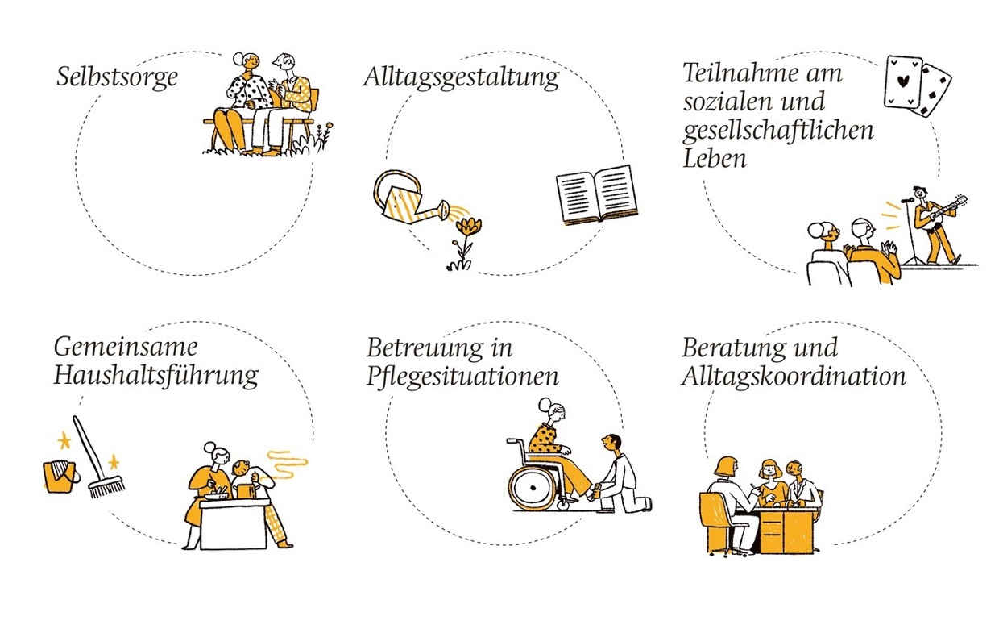 Selbstsorge
Alltagsgestaltung
Teilnahme am
sozialen und
gesellschaftlichen
Leben
Gemeinsame
Haushaltsführung
Betreuung in
Pflegesituationen
Beratung und
Alltagskoordination